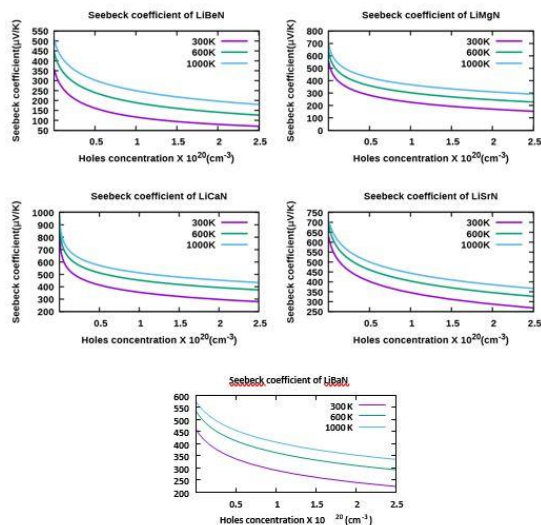 Seebeck coefficient of LiBeN
Seebeck coefficient(µV/K)
550
500
450
400
350
300
250
200
150
100
50
300K
600K
1000K
0.5 1 1.5 2 2.5
Holes concentration X 10²⁰(cm⁻³)
Seebeck coefficient of LiMgN
Seebeck coefficient(µV/K)
800
700
600
500
400
300
200
100
0
300K
600K
1000K
0.5 1 1.5 2 2.5
Holes concentration X 10²⁰(cm⁻³)
Seebeck coefficient of LiCaN
Seebeck coefficient(µV/K)
1000
900
800
700
600
500
400
300
200
300K
600K
1000K
0.5 1 1.5 2 2.5
Holes concentration X 10²⁰(cm⁻³)
Seebeck coefficient of LiSrN
Seebeck coefficient(µV/K)
750
700
650
600
550
500
450
400
350
300
250
300K
600K
1000K
0.5 1 1.5 2 2.5
Holes concentration X 10²⁰(cm⁻³)
Seebeck coefficient of LiBaN
Seebeck coefficient(µV/K)
600
550
500
450
400
350
300
250
200
300 K
600 K
1000 K
0.5 1 1.5 2 2.5
Holes concentration X 10 ²⁰ (cm⁻³)